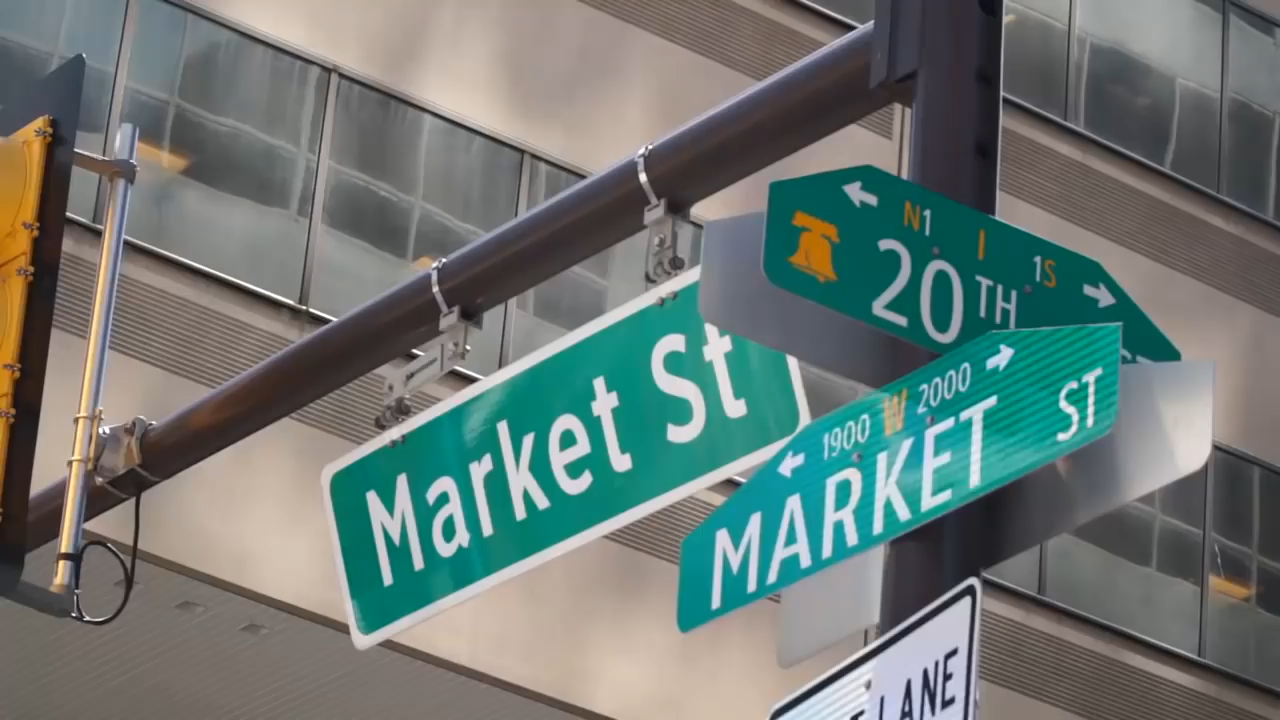 N1 I 1S
20TH
Market St
1900 W 2000
MARKET ST
LANE